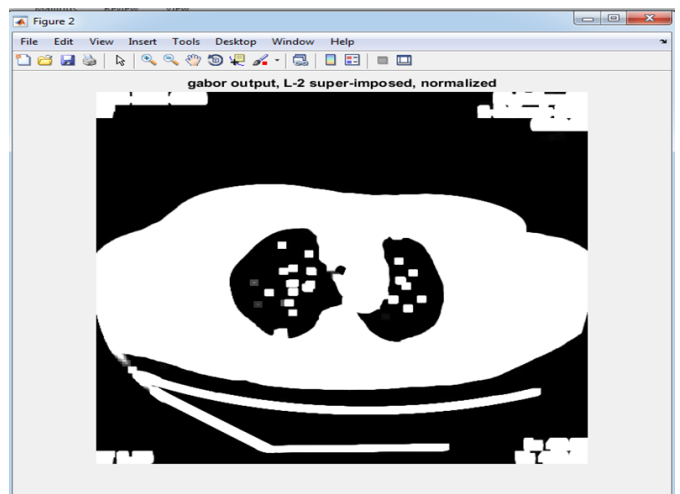 Figure 2
File Edit View Insert Tools Desktop Window Help
gabor output, L-2 super-imposed, normalized